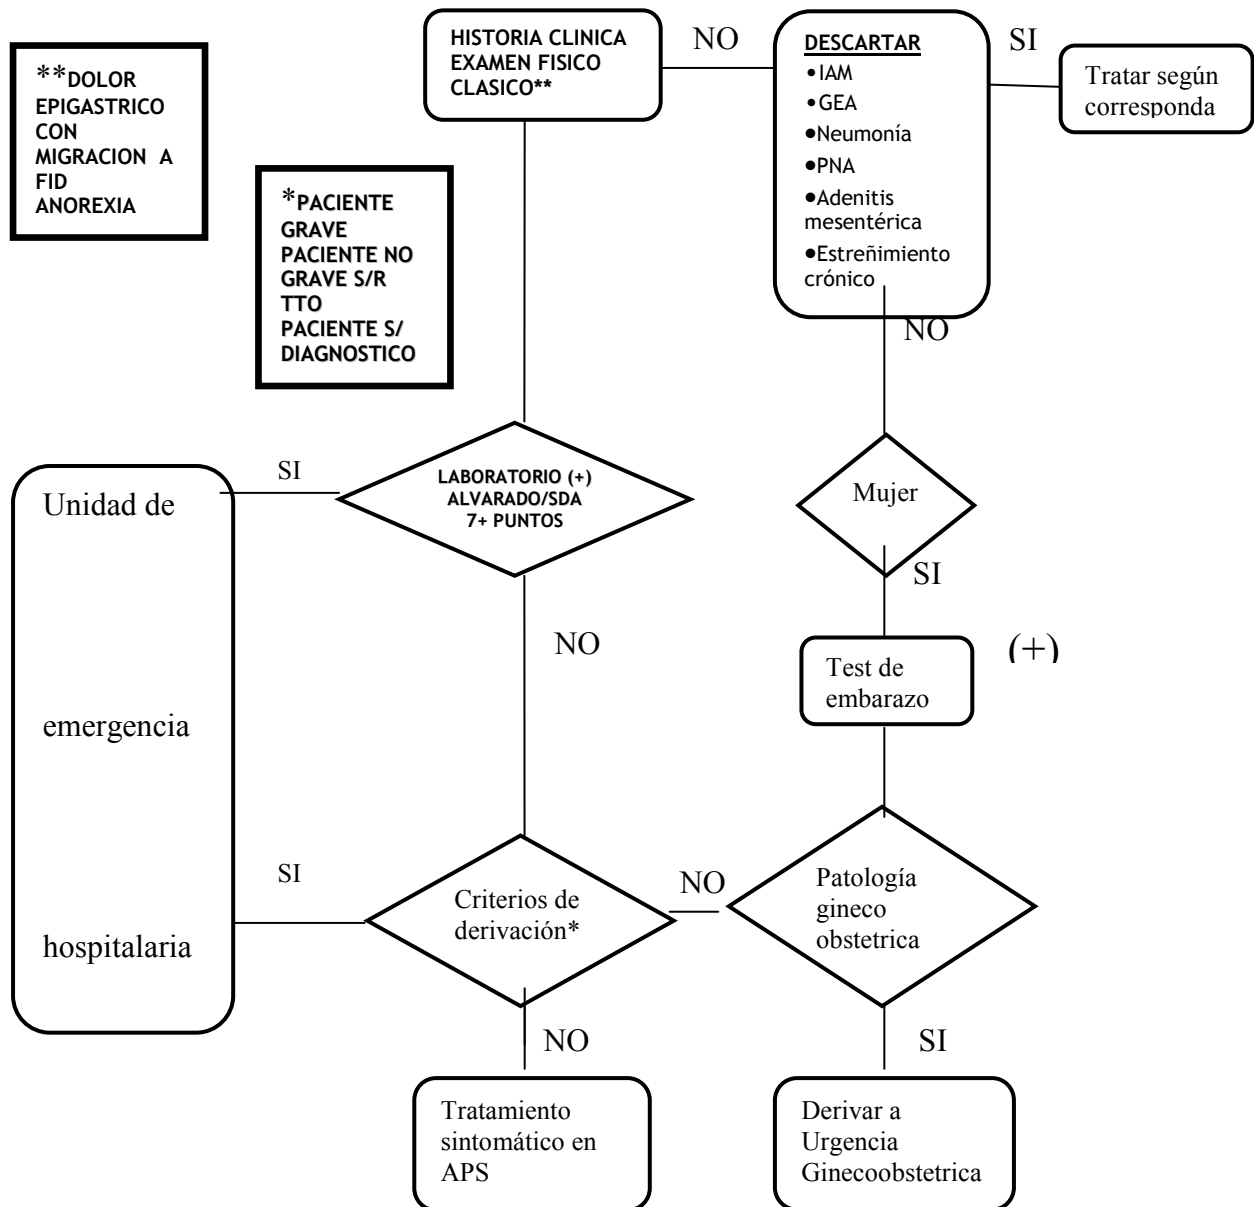 **DOLOR
EPIGASTRICO
CON
MIGRACION A
FID
ANOREXIA
*PACIENTE
GRAVE
PACIENTE NO
GRAVE S/R
TTO
PACIENTE S/
DIAGNOSTICO
HISTORIA CLINICA
EXAMEN FISICO
CLASICO**
NO
DESCARTAR
•IAM
•GEA
•Neumonía
•PNA
•Adenitis
mesentérica
•Estreñimiento
crónico
SI
Tratar según
corresponda
NO
Unidad de
emergencia
hospitalaria
SI
LABORATORIO (+)
ALVARADO/SDA
7+ PUNTOS
Mujer
SI
NO
Test de
embarazo
(+)
SI
Criterios de
derivación*
NO
Patología
gineco
obstetrica
NO
SI
Tratamiento
sintomático en
APS
Derivar a
Urgencia
Ginecoobstetrica